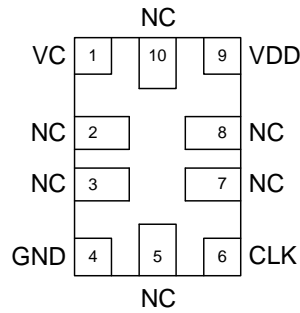 NC
VC 1 10 9 VDD
NC 2 8 NC
NC 3 7 NC
GND 4 5 6 CLK
NC